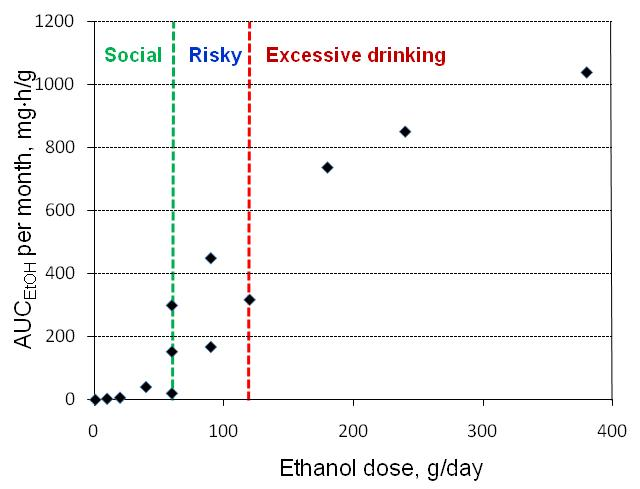 1200
1000
800
600
400
200
0
Social Risky Excessive drinking
AUCEtOH per month, mg·h/g
0 100 200 300 400
Ethanol dose, g/day